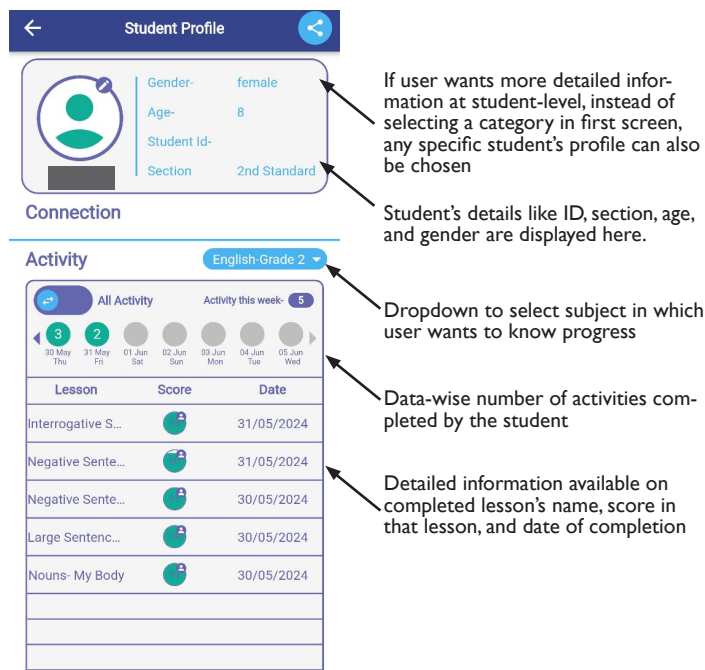 Student Profile
Gender- female
Age- 8
Student Id-
Section 2nd Standard
Connection
Activity
English-Grade 2
All Activity Activity this week- 5
3 2
30 May 31 May 01 Jun 02 Jun 03 Jun 04 Jun 05 Jun
Thu Fri Sat Sun Mon Tue Wed
Lesson Score Date
Interrogative S... 31/05/2024
Negative Sente... 31/05/2024
Negative Sente... 30/05/2024
Large Sentenc... 30/05/2024
Nouns- My Body 30/05/2024
If user wants more detailed infor-
mation at student-level, instead of
selecting a category in first screen,
any specific student's profile can also
be chosen
Student's details like ID, section, age,
and gender are displayed here.
Dropdown to select subject in which
user wants to know progress
Data-wise number of activities com-
pleted by the student
Detailed information available on
completed lesson's name, score in
that lesson, and date of completion